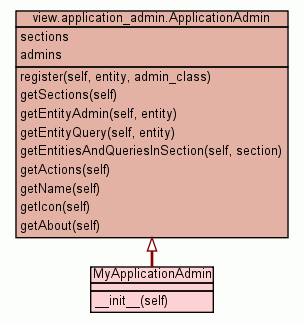 view.application_admin.ApplicationAdmin
sections
admins
register(self, entity, admin_class)
getSections(self)
getEntityAdmin(self, entity)
getEntityQuery(self, entity)
getEntitiesAndQueriesInSection(self, section)
getActions(self)
getName(self)
getIcon(self)
getAbout(self)
MyApplicationAdmin
__init__(self)